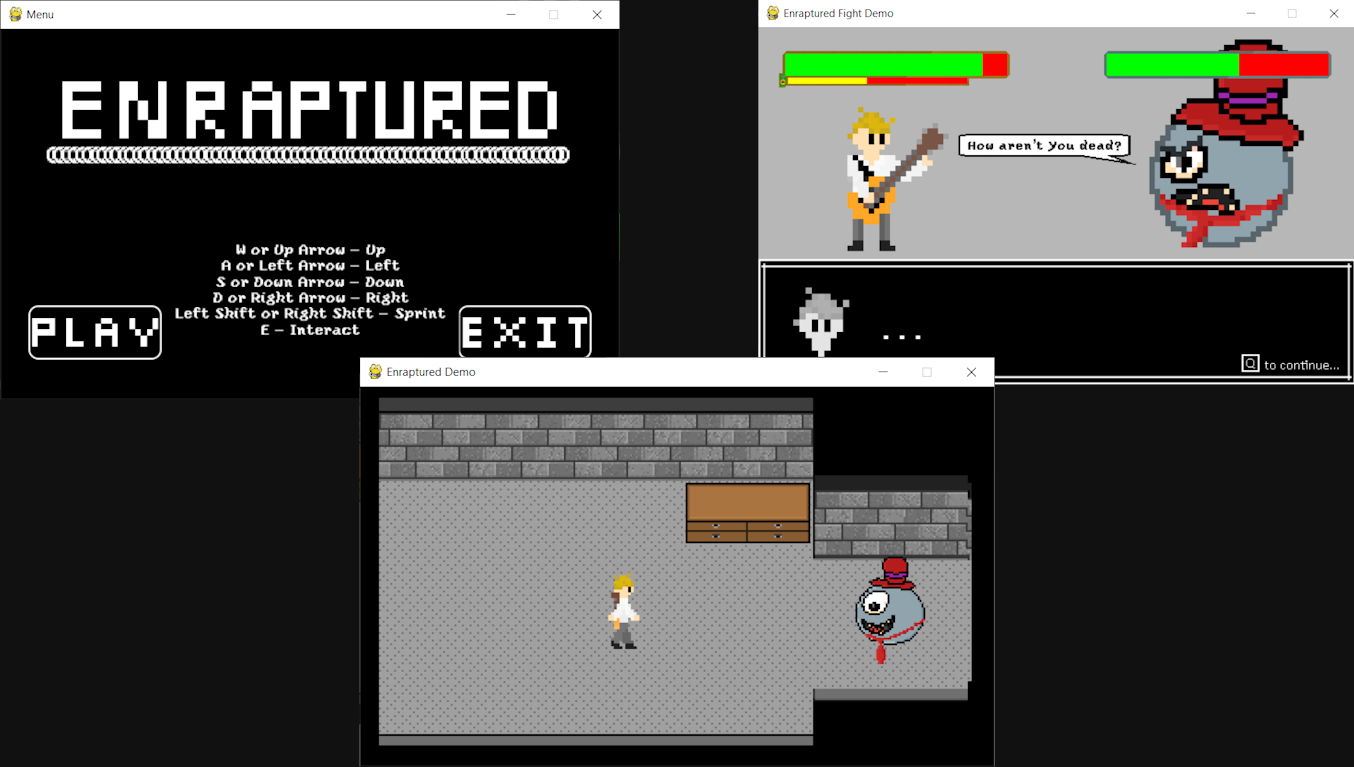 Menu
ENRAPTURED
W or Up Arrow – Up
A or Left Arrow – Left
S or Down Arrow – Down
D or Right Arrow – Right
Left Shift or Right Shift – Sprint
E – Interact
PLAY
EXIT
Enraptured Fight Demo
How aren't you dead?
...
Q to continue...
Enraptured Demo